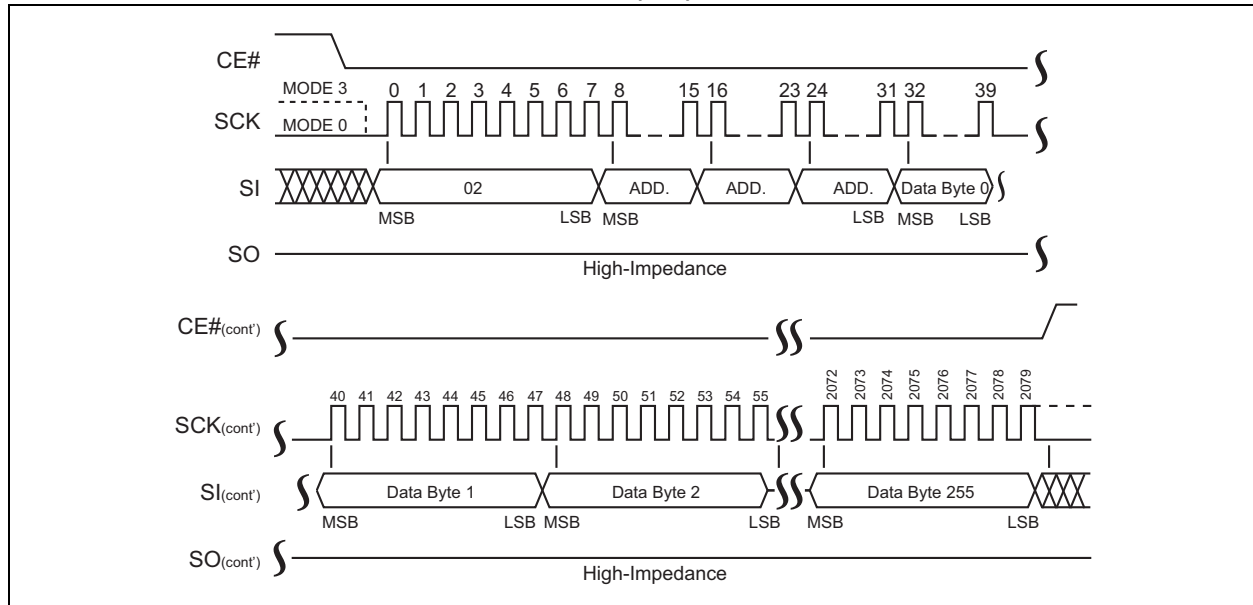 CE#
MODE 3
0 1 2 3 4 5 6 7 8 15 16 23 24 31 32 39
SCK
MODE 0
SI
02 ADD. ADD. ADD. Data Byte 0
MSB LSB MSB LSB MSB LSB
SO
High-Impedance
CE#(cont')
40 41 42 43 44 45 46 47 48 49 50 51 52 53 54 55 2072 2073 2074 2075 2076 2077 2078 2079
SCK(cont')
SI(cont') Data Byte 1 Data Byte 2 Data Byte 255
MSB LSB MSB LSB MSB LSB
SO(cont')
High-Impedance